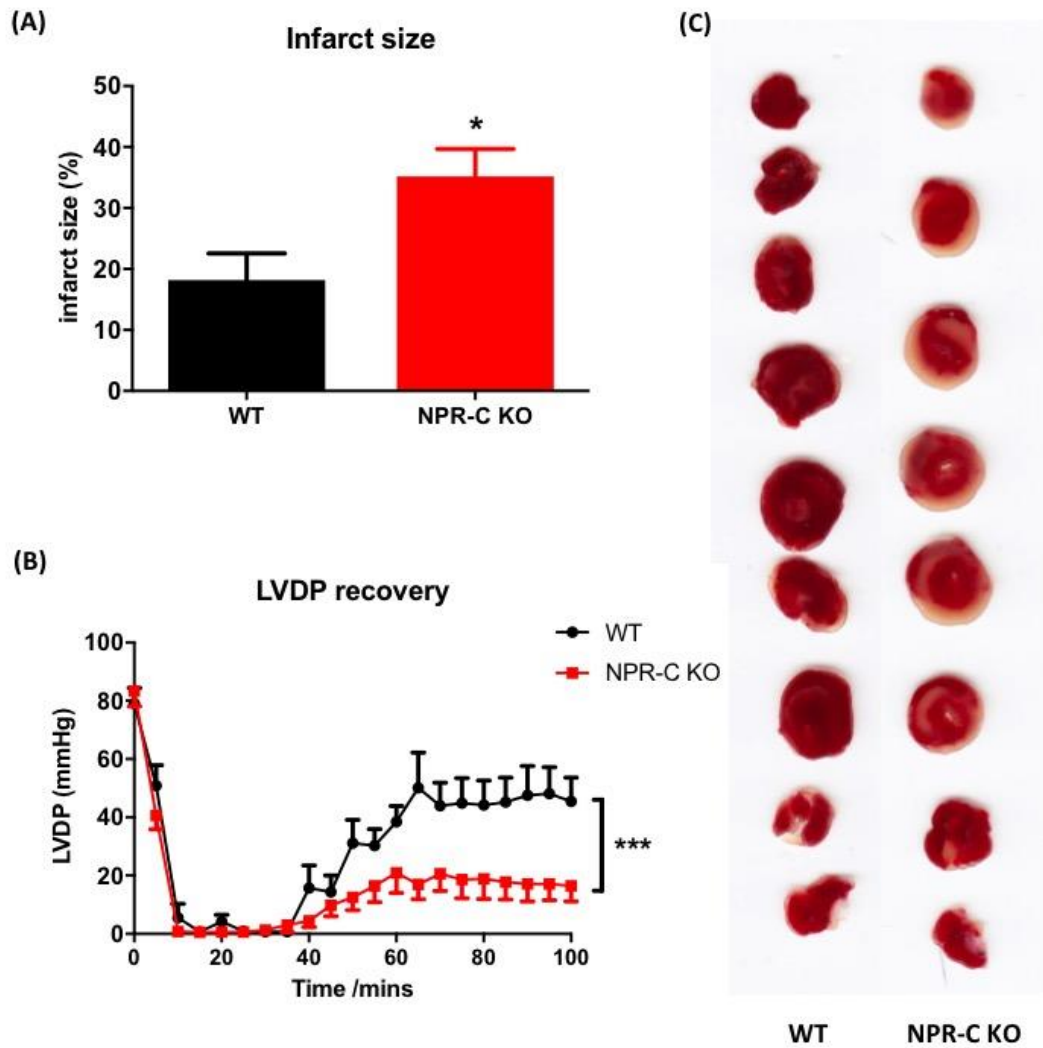 (A)
Infarct size
infarct size (%)
50
40
30
20
10
0
*
WT
NPR-C KO
(B)
LVDP recovery
WT
NPR-C KO
LVDP (mmHg)
100
80
60
40
20
0
***
0 20 40 60 80 100
Time /mins
(C)
WT NPR-C KO